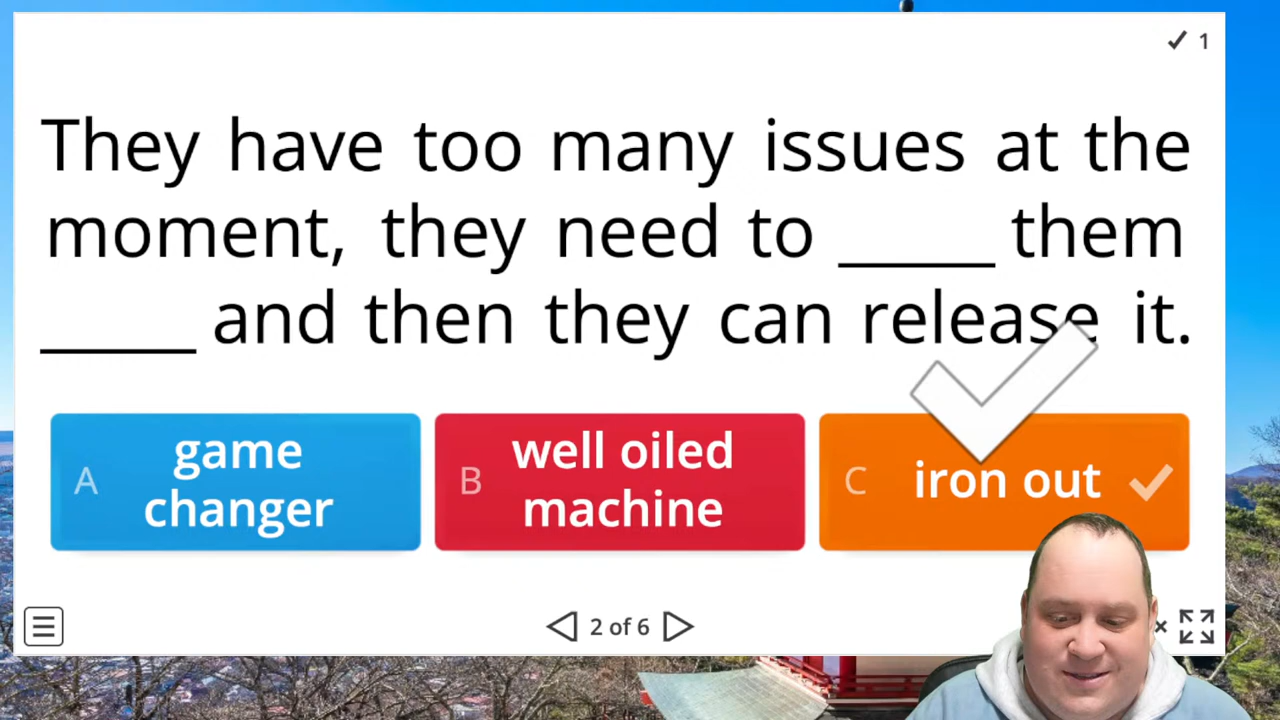 ✓ 1
They have too many issues at the
moment, they need to _____ them
_____ and then they can release it.
A game changer
B well oiled machine
C iron out
2 of 6